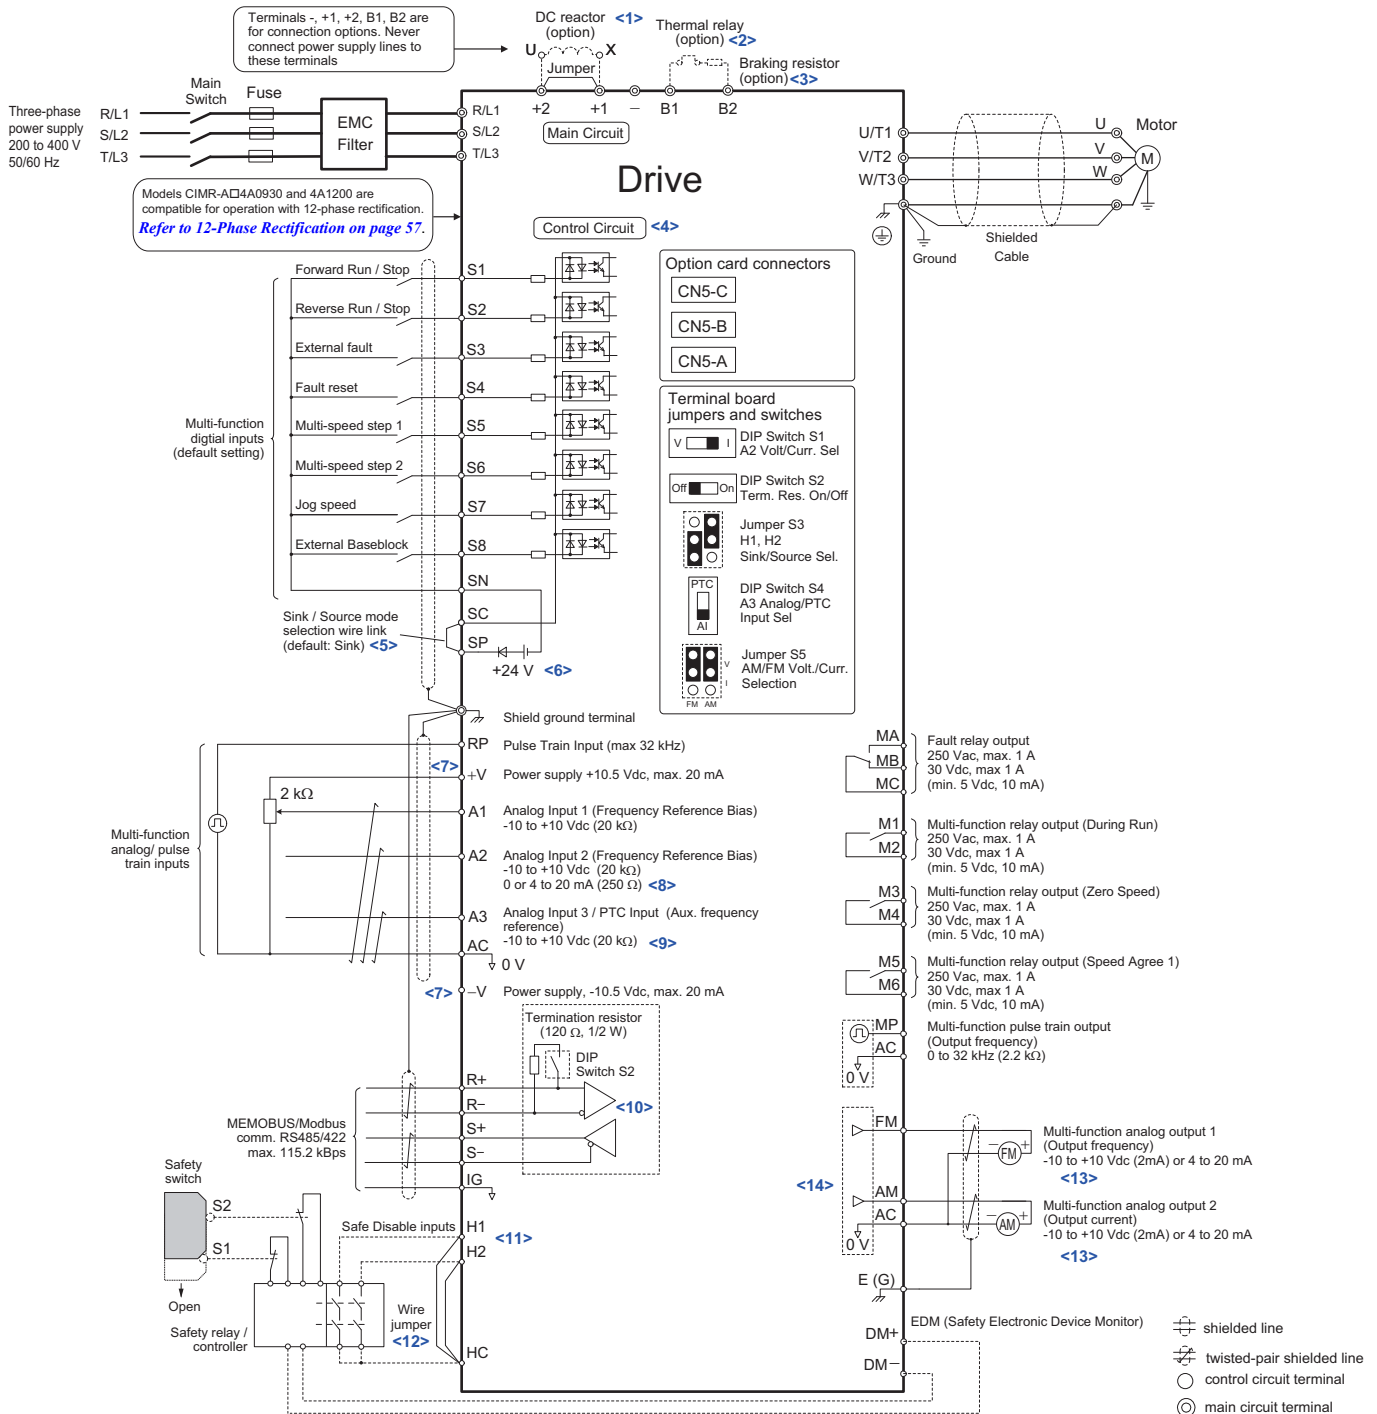 Terminals -, +1, +2, B1, B2 are
for connection options. Never
connect power supply lines to
these terminals
DC reactor
(option)
<1>
U
X
Jumper
Thermal relay
(option) <2>
Braking resistor
(option) <3>
+2
+1
−
B1
B2
Main Circuit
Three-phase
power supply
200 to 400 V
50/60 Hz
R/L1
S/L2
T/L3
Main
Switch
Fuse
EMC
Filter
R/L1
S/L2
T/L3
Drive
U/T1
V/T2
W/T3
U
V
W
Motor
M
Ground
Shielded
Cable
Models CIMR-A□4A0930 and 4A1200 are
compatible for operation with 12-phase rectification.
Refer to 12-Phase Rectification on page 57.
Control Circuit
<4>
Multi-function
digtial inputs
(default setting)
Forward Run / Stop
S1
Reverse Run / Stop
S2
External fault
S3
Fault reset
S4
Multi-speed step 1
S5
Multi-speed step 2
S6
Jog speed
S7
External Baseblock
S8
SN
SC
SP
Sink / Source mode
selection wire link
(default: Sink) <5>
+24 V <6>
Option card connectors
CN5-C
CN5-B
CN5-A
Terminal board
jumpers and switches
V
I
DIP Switch S1
A2 Volt/Curr. Sel
Off
On
DIP Switch S2
Term. Res. On/Off
Jumper S3
H1, H2
Sink/Source Sel.
PTC
AI
DIP Switch S4
A3 Analog/PTC
Input Sel
V
I
FM AM
Jumper S5
AM/FM Volt./Curr.
Selection
Shield ground terminal
Multi-function
analog/ pulse
train inputs
2 kΩ
RP
Pulse Train Input (max 32 kHz)
<7>
+V
Power supply +10.5 Vdc, max. 20 mA
A1
Analog Input 1 (Frequency Reference Bias)
-10 to +10 Vdc (20 kΩ)
A2
Analog Input 2 (Frequency Reference Bias)
-10 to +10 Vdc (20 kΩ)
0 or 4 to 20 mA (250 Ω) <8>
A3
Analog Input 3 / PTC Input (Aux. frequency
reference)
-10 to +10 Vdc (20 kΩ) <9>
AC
0 V
<7>
−V
Power supply, -10.5 Vdc, max. 20 mA
Termination resistor
(120 Ω, 1/2 W)
DIP
Switch S2
<10>
MEMOBUS/Modbus
comm. RS485/422
max. 115.2 kBps
R+
R−
S+
S−
IG
Safety
switch
S2
S1
Open
Safety relay /
controller
Safe Disable inputs
H1
<11>
H2
Wire
jumper
<12>
HC
MA
MB
MC
Fault relay output
250 Vac, max. 1 A
30 Vdc, max 1 A
(min. 5 Vdc, 10 mA)
M1
M2
Multi-function relay output (During Run)
250 Vac, max. 1 A
30 Vdc, max 1 A
(min. 5 Vdc, 10 mA)
M3
M4
Multi-function relay output (Zero Speed)
250 Vac, max. 1 A
30 Vdc, max 1 A
(min. 5 Vdc, 10 mA)
M5
M6
Multi-function relay output (Speed Agree 1)
250 Vac, max. 1 A
30 Vdc, max 1 A
(min. 5 Vdc, 10 mA)
MP
AC
0 V
Multi-function pulse train output
(Output frequency)
0 to 32 kHz (2.2 kΩ)
<14>
FM
AM
AC
0 V
− FM +
Multi-function analog output 1
(Output frequency)
-10 to +10 Vdc (2mA) or 4 to 20 mA
<13>
− AM +
Multi-function analog output 2
(Output current)
-10 to +10 Vdc (2mA) or 4 to 20 mA
<13>
E (G)
EDM (Safety Electronic Device Monitor)
DM+
DM−
shielded line
twisted-pair shielded line
control circuit terminal
main circuit terminal